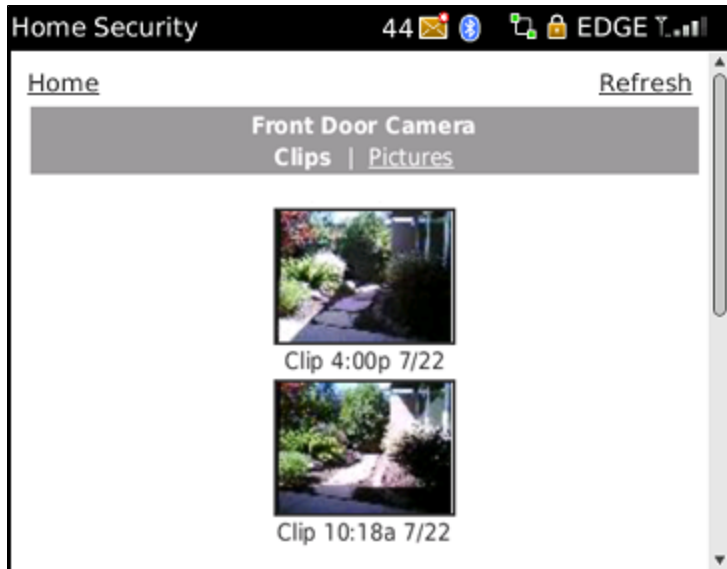 Home Security 44 EDGE
Home Refresh
Front Door Camera
Clips | Pictures
Clip 4:00p 7/22
Clip 10:18a 7/22